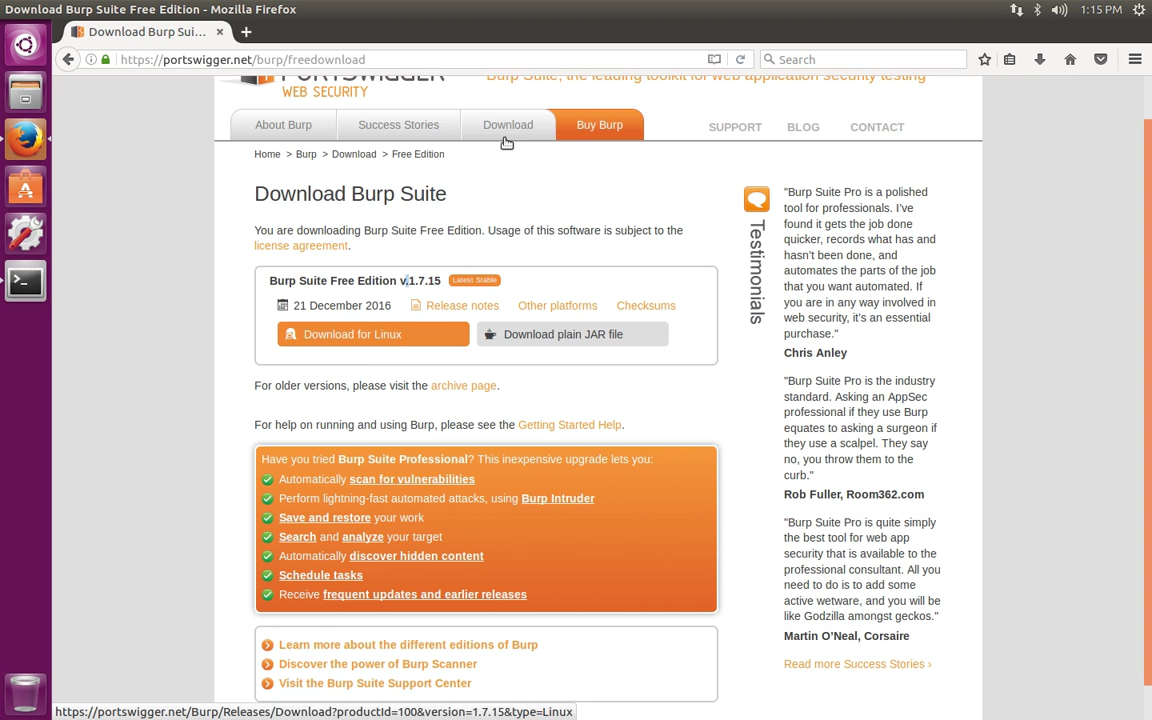 Download Burp Suite Free Edition - Mozilla Firefox
1:15 PM
Download Burp Sui...
https://portswigger.net/burp/freedownload
Search
PORTSWIGGER
WEB SECURITY
Burp Suite, the leading toolkit for web application security testing
About Burp
Success Stories
Download
Buy Burp
SUPPORT
BLOG
CONTACT
Home > Burp > Download > Free Edition
Download Burp Suite
You are downloading Burp Suite Free Edition. Usage of this software is subject to the
license agreement.
Burp Suite Free Edition v.1.7.15 Latest Stable
21 December 2016 Release notes Other platforms Checksums
Download for Linux
Download plain JAR file
For older versions, please visit the archive page.
For help on running and using Burp, please see the Getting Started Help.
Have you tried Burp Suite Professional? This inexpensive upgrade lets you:
Automatically scan for vulnerabilities
Perform lightning-fast automated attacks, using Burp Intruder
Save and restore your work
Search and analyze your target
Automatically discover hidden content
Schedule tasks
Receive frequent updates and earlier releases
Learn more about the different editions of Burp
Discover the power of Burp Scanner
Visit the Burp Suite Support Center
Testimonials
"Burp Suite Pro is a polished
tool for professionals. I've
found it gets the job done
quicker, records what has and
hasn't been done, and
automates the parts of the job
that you want automated. If
you are in any way involved in
web security, it's an essential
purchase."
Chris Anley
"Burp Suite Pro is the industry
standard. Asking an AppSec
professional if they use Burp
equates to asking a surgeon if
they use a scalpel. They say
no, you throw them to the
curb."
Rob Fuller, Room362.com
"Burp Suite Pro is quite simply
the best tool for web app
security that is available to the
professional consultant. All you
need to do is to add some
active wetware, and you will be
like Godzilla amongst geckos."
Martin O'Neal, Corsaire
Read more Success Stories ›
https://portswigger.net/Burp/Releases/Download?productId=100&version=1.7.15&type=Linux